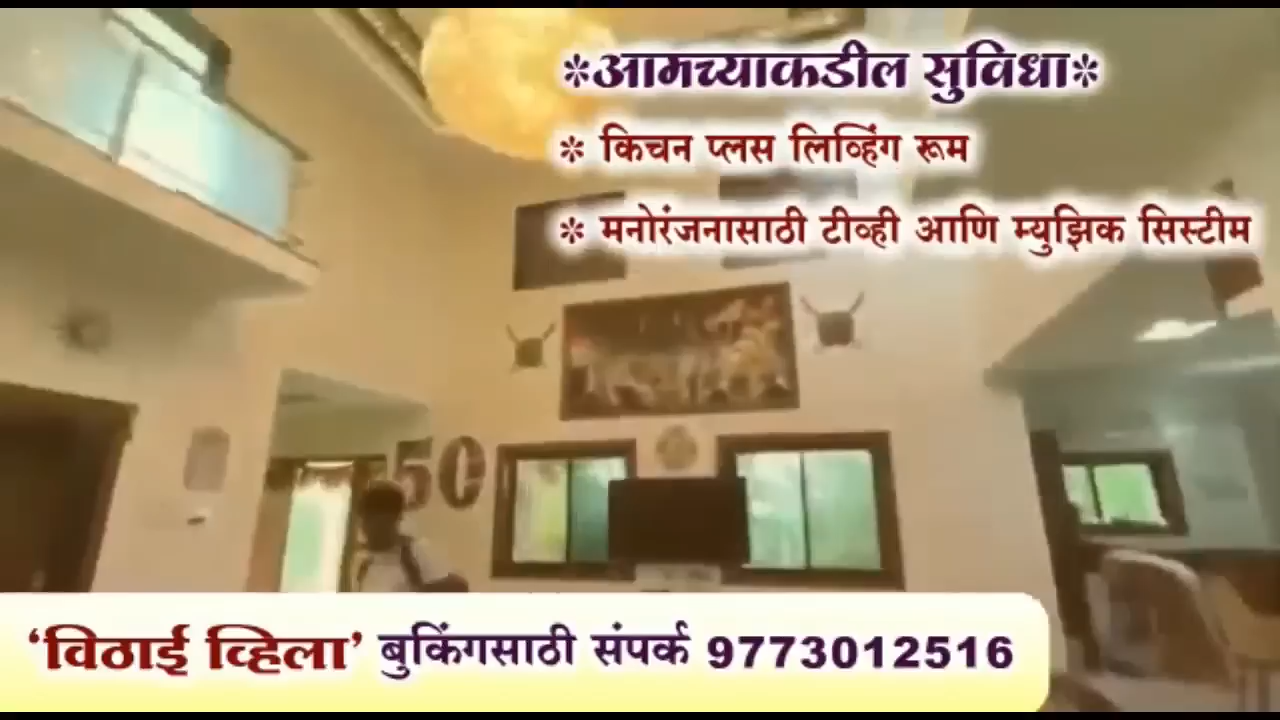 *आमच्याकडील सुविधा*
* किचन प्लस लिव्हिंग रूम
* मनोरंजनासाठी टीव्ही आणि म्युझिक सिस्टीम
50
‘विठाई व्हिला’ बुकिंगसाठी संपर्क 9773012516